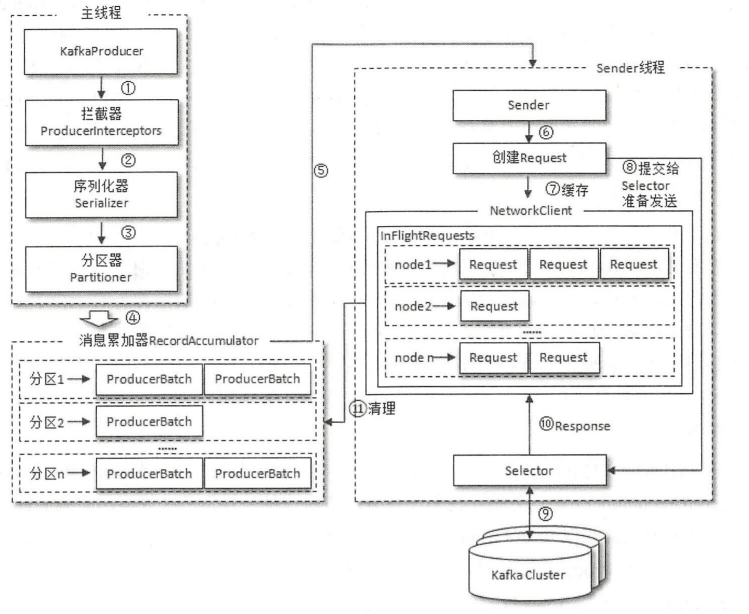 主线程
KafkaProducer
①
拦截器
ProducerInterceptors
②
序列化器
Serializer
③
分区器
Partitioner
④
消息累加器RecordAccumulator
分区1 ProducerBatch ProducerBatch
分区2 ProducerBatch
......
分区n ProducerBatch ProducerBatch
⑤
Sender线程
Sender
⑥
创建Request
⑦缓存
⑧提交给
Selector
准备发送
NetworkClient
InFlightRequests
node1 Request Request Request
node2 Request
......
node n Request Request
⑪清理
⑩Response
Selector
⑨
Kafka Cluster